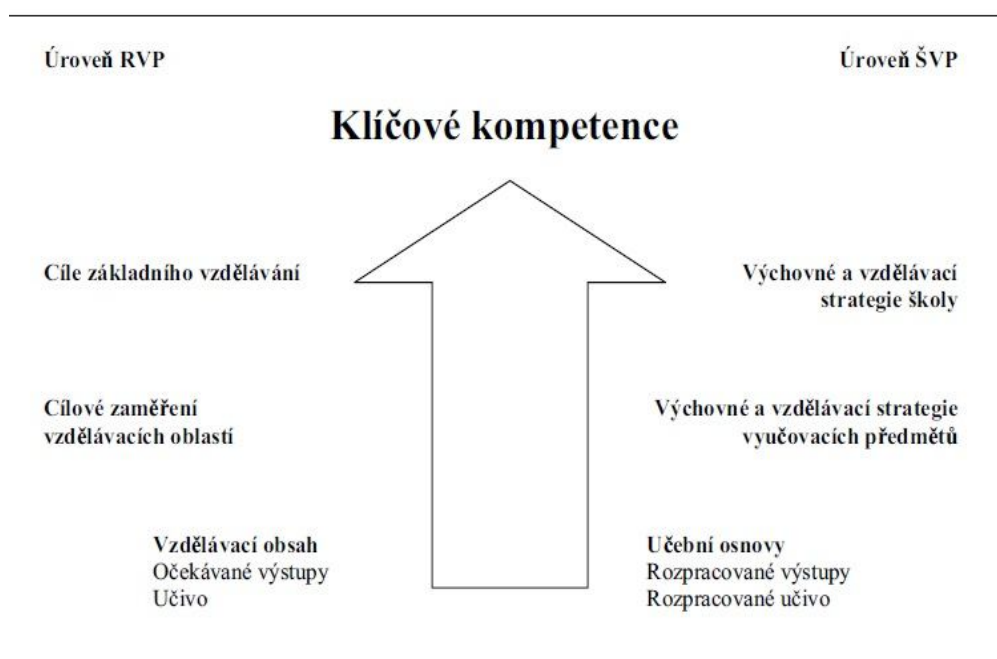 Úroveň RVP
Úroveň ŠVP
Klíčové kompetence
Cíle základního vzdělávání
Výchovné a vzdělávací
strategie školy
Cílové zaměření
vzdělávacích oblastí
Výchovné a vzdělávací strategie
vyučovacích předmětů
Vzdělávací obsah
Očekávané výstupy
Učivo
Učební osnovy
Rozpracované výstupy
Rozpracované učivo